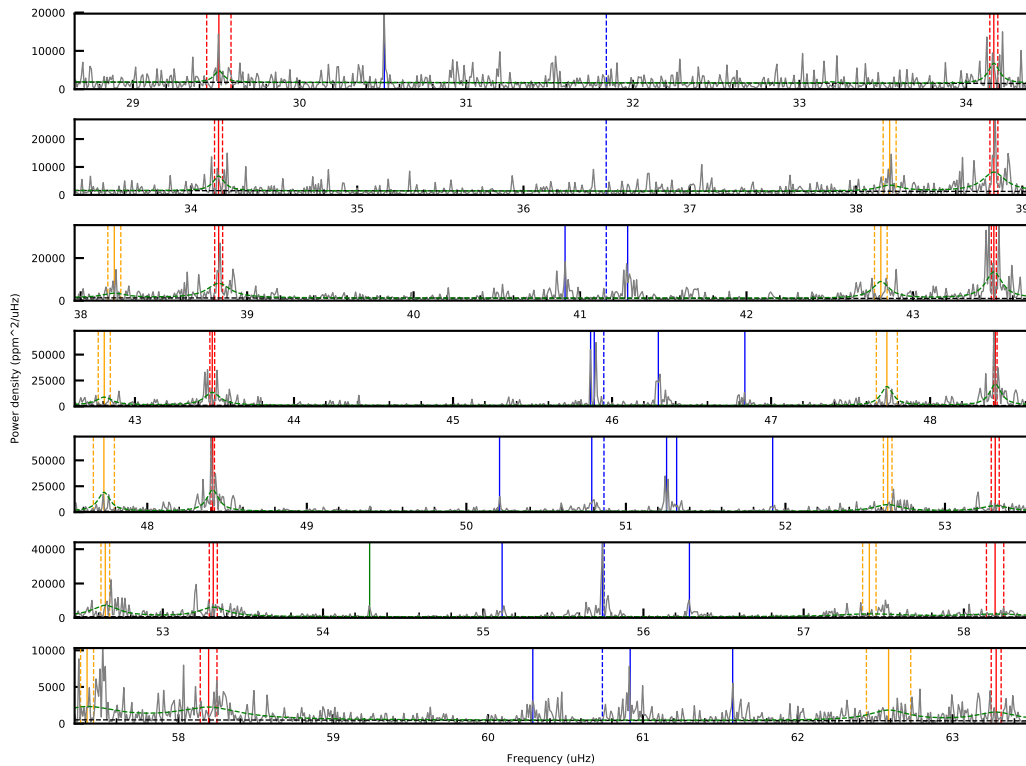 20000
10000
0
29 30 31 32 33 34
20000
10000
0
34 35 36 37 38 39
20000
0
38 39 40 41 42 43
50000
25000
0
43 44 45 46 47 48
50000
25000
0
48 49 50 51 52 53
40000
20000
0
53 54 55 56 57 58
10000
5000
0
58 59 60 61 62 63
Power density (ppm^2/uHz)
Frequency (uHz)